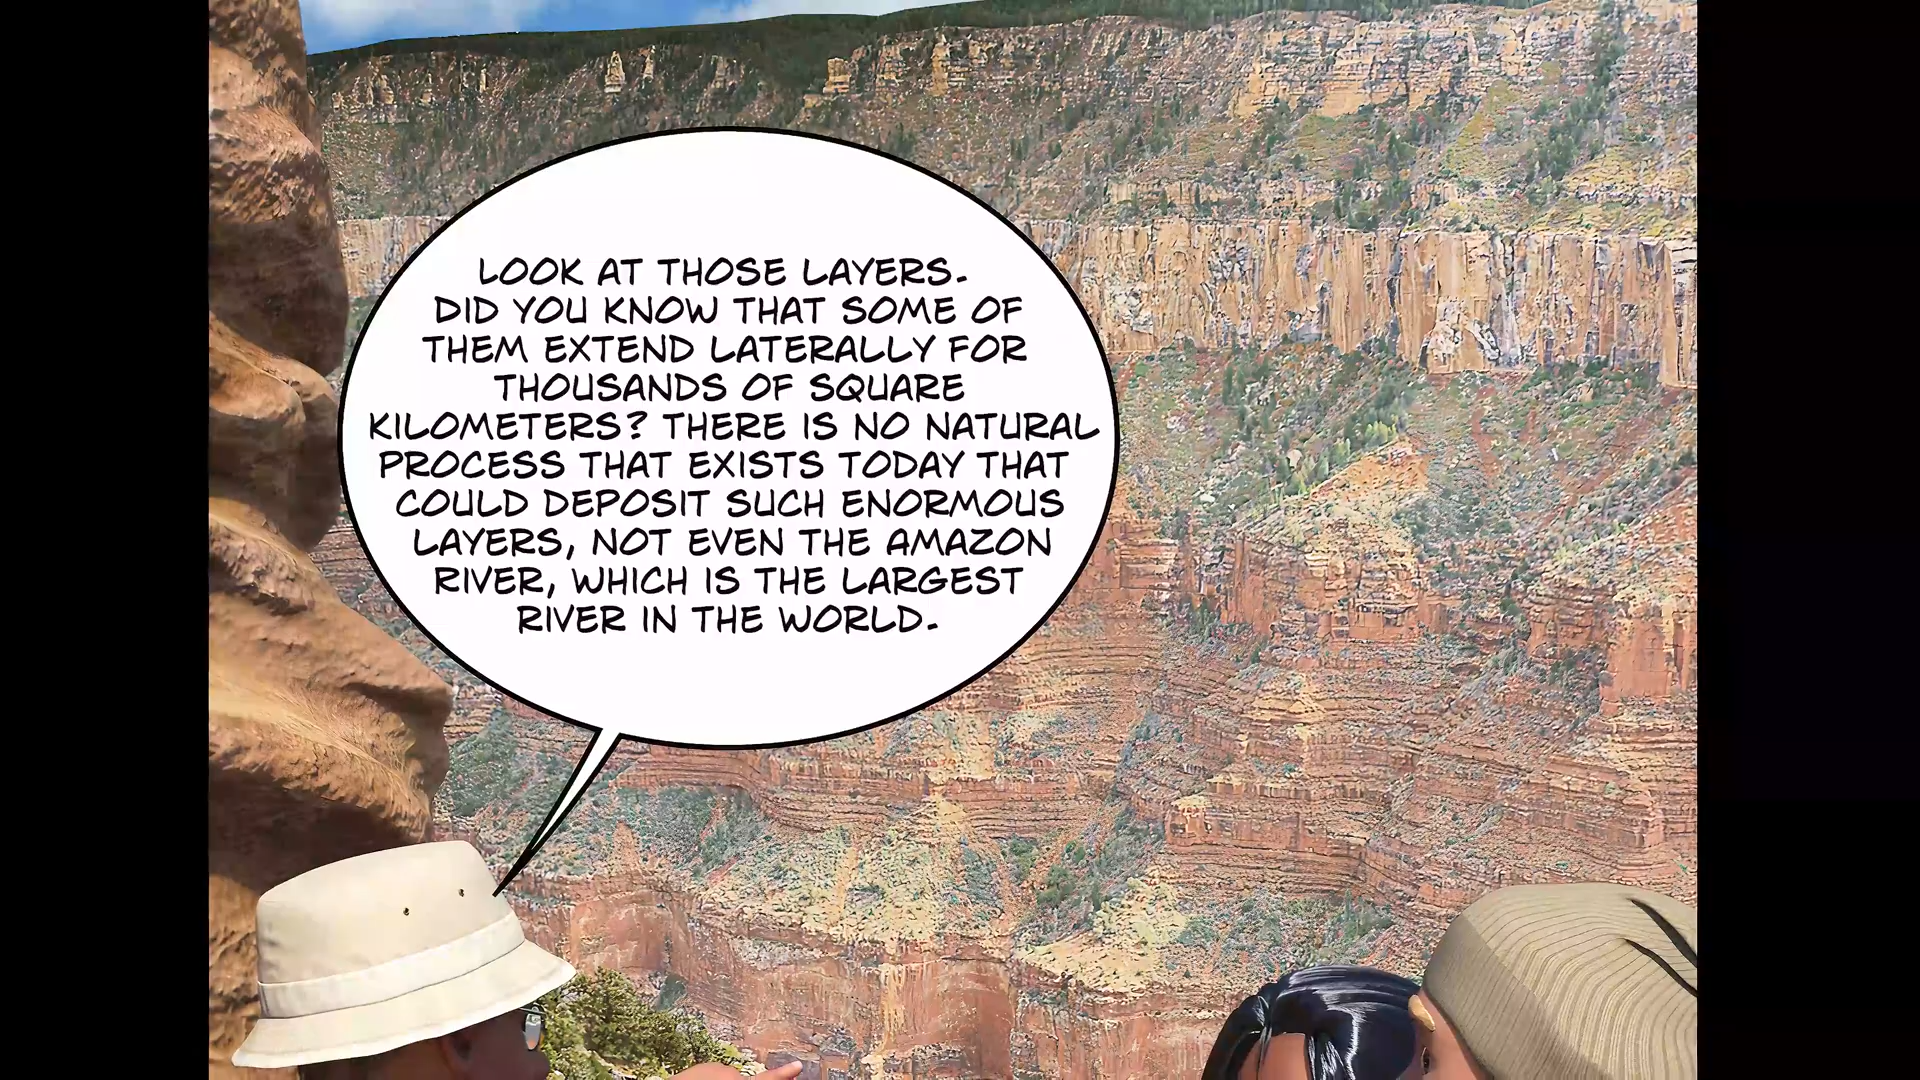 LOOK AT THOSE LAYERS.
DID YOU KNOW THAT SOME OF
THEM EXTEND LATERALLY FOR
THOUSANDS OF SQUARE
KILOMETERS? THERE IS NO NATURAL
PROCESS THAT EXISTS TODAY THAT
COULD DEPOSIT SUCH ENORMOUS
LAYERS, NOT EVEN THE AMAZON
RIVER, WHICH IS THE LARGEST
RIVER IN THE WORLD.